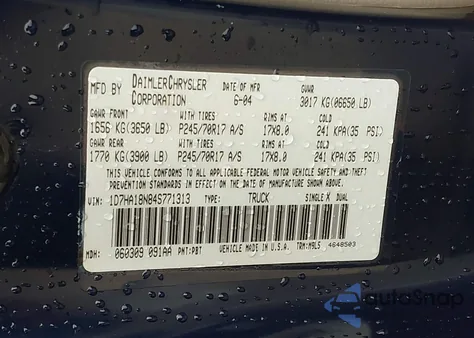 MFD BY DAIMLERCHRYSLER CORPORATION DATE OF MFR 6-04 GVWR 3017 KG(06650 LB)
GAWR FRONT WITH TIRES RIMS AT COLD
1656 KG(3650 LB) P245/70R17 A/S 17X8.0 241 KPA(35 PSI)
GAWR REAR WITH TIRES RIMS AT COLD
1770 KG(3900 LB) P245/70R17 A/S 17X8.0 241 KPA(35 PSI)
THIS VEHICLE CONFORMS TO ALL APPLICABLE FEDERAL MOTOR VEHICLE SAFETY AND THEFT
PREVENTION STANDARDS IN EFFECT ON THE DATE OF MANUFACTURE SHOWN ABOVE.
VIN: 1D7HA18N84S771313 TYPE: TRUCK SINGLE X DUAL
MDH: 060309 091AA PNT:PBT VEHICLE MADE IN U.S.A. TRM:M9L5 4648503
autoSnap